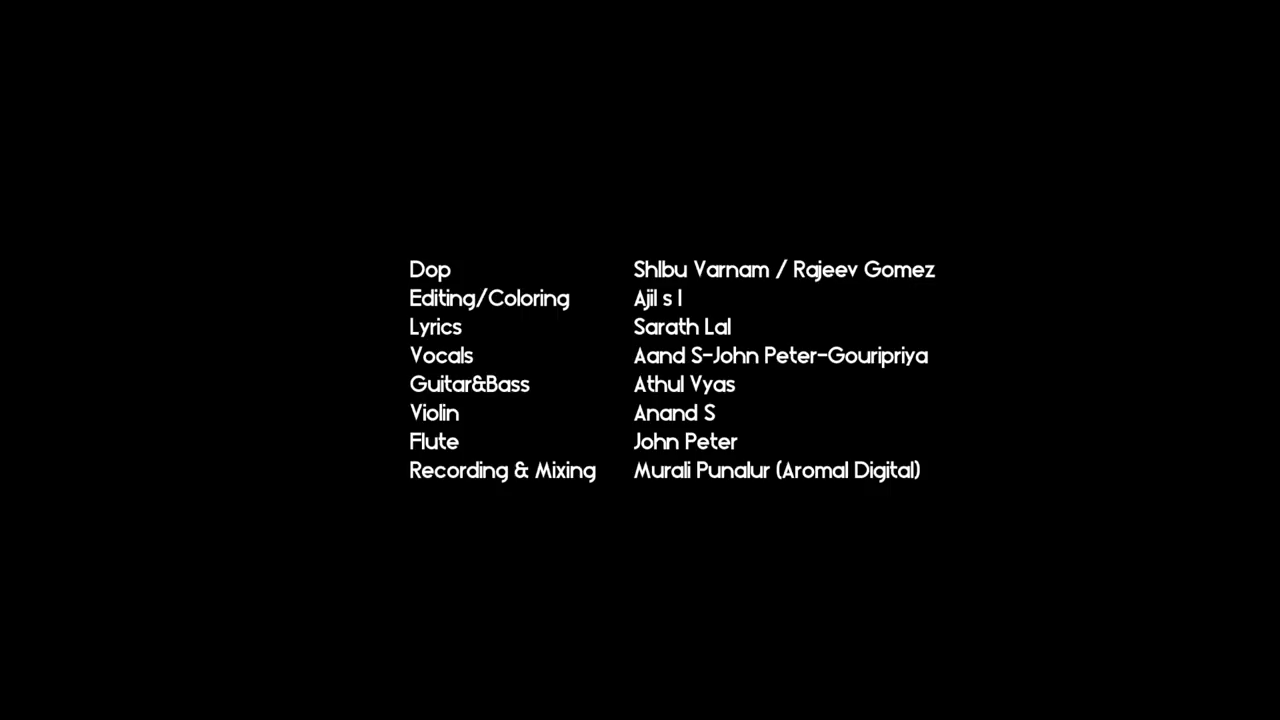 Dop Shlbu Varnam / Rajeev Gomez
Editing/Coloring Ajil s l
Lyrics Sarath Lal
Vocals Aand S-John Peter-Gouripriya
Guitar&Bass Athul Vyas
Violin Anand S
Flute John Peter
Recording & Mixing Murali Punalur (Aromal Digital)